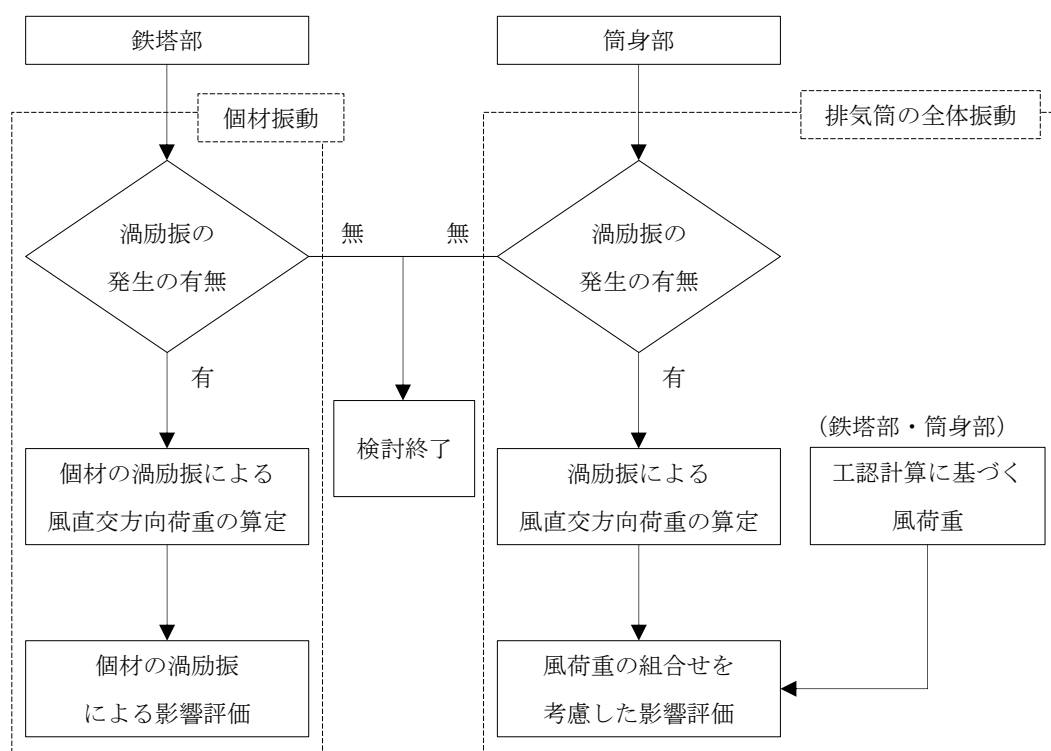 鉄塔部
筒身部
個材振動
排気筒の全体振動
渦励振の
発生の有無
無
無
渦励振の
発生の有無
有
有
検討終了
(鉄塔部・筒身部)
個材の渦励振による
風直交方向荷重の算定
渦励振による
風直交方向荷重の算定
工認計算に基づく
風荷重
個材の渦励振
による影響評価
風荷重の組合せを
考慮した影響評価